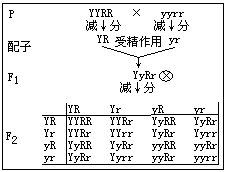 P YYRR × yyrr
减↓分 减↓分
配子 YR 受精作用 yr
F1 YyRr⊗
减↓分
YR Yr yR yr
YR YYRR YYRr YyRR YyRr
Yr YYRr YYrr YyRr Yyrr
F2
yR YyRR YyRr yyRR yyRr
yr YyRr Yyrr yyRr yyrr